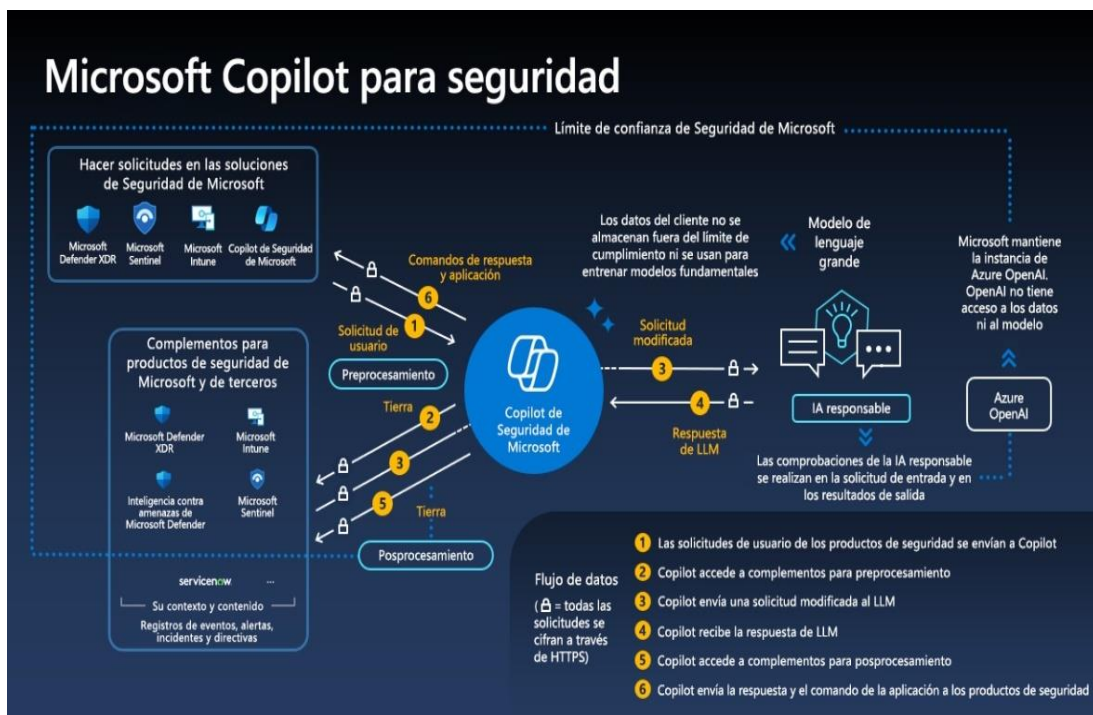 Microsoft Copilot para seguridad
Límite de confianza de Seguridad de Microsoft
Hacer solicitudes en las soluciones
de Seguridad de Microsoft
Microsoft
Defender XDR
Microsoft
Sentinel
Microsoft
Intune
Copilot de Seguridad
de Microsoft
Comandos de respuesta
y aplicación
6
1
Solicitud de
usuario
Preprocesamiento
Los datos del cliente no se
almacenan fuera del límite de
cumplimiento ni se usan para
entrenar modelos fundamentales
Modelo de
lenguaje
grande
Microsoft mantiene
la instancia de
Azure OpenAI.
OpenAI no tiene
acceso a los datos
ni al modelo
Complementos para
productos de seguridad de
Microsoft y de terceros
Microsoft Defender
XDR
Microsoft
Intune
Inteligencia contra
amenazas de
Microsoft Defender
Microsoft
Sentinel
servicenow
...
Su contexto y contenido
Registros de eventos, alertas,
incidentes y directivas
Tierra
2
3
5
Tierra
Posprocesamiento
Copilot de
Seguridad de
Microsoft
Solicitud
modificada
3
4
Respuesta
de LLM
IA responsable
Azure
OpenAI
Las comprobaciones de la IA responsable
se realizan en la solicitud de entrada y en
los resultados de salida
Flujo de datos
( = todas las
solicitudes se
cifran a través
de HTTPS)
1 Las solicitudes de usuario de los productos de seguridad se envían a Copilot
2 Copilot accede a complementos para preprocesamiento
3 Copilot envía una solicitud modificada al LLM
4 Copilot recibe la respuesta de LLM
5 Copilot accede a complementos para posprocesamiento
6 Copilot envía la respuesta y el comando de la aplicación a los productos de seguridad